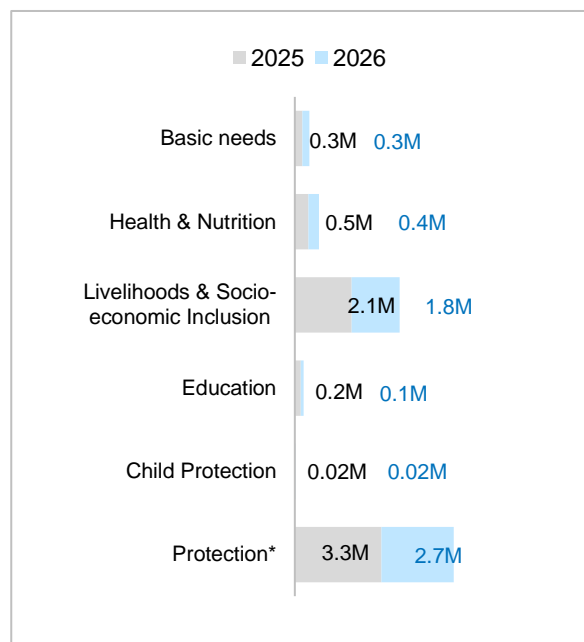 2025 2026
Basic needs 0.3M 0.3M
Health & Nutrition 0.5M 0.4M
Livelihoods & Socio-
economic Inclusion 2.1M 1.8M
Education 0.2M 0.1M
Child Protection 0.02M 0.02M
Protection* 3.3M 2.7M